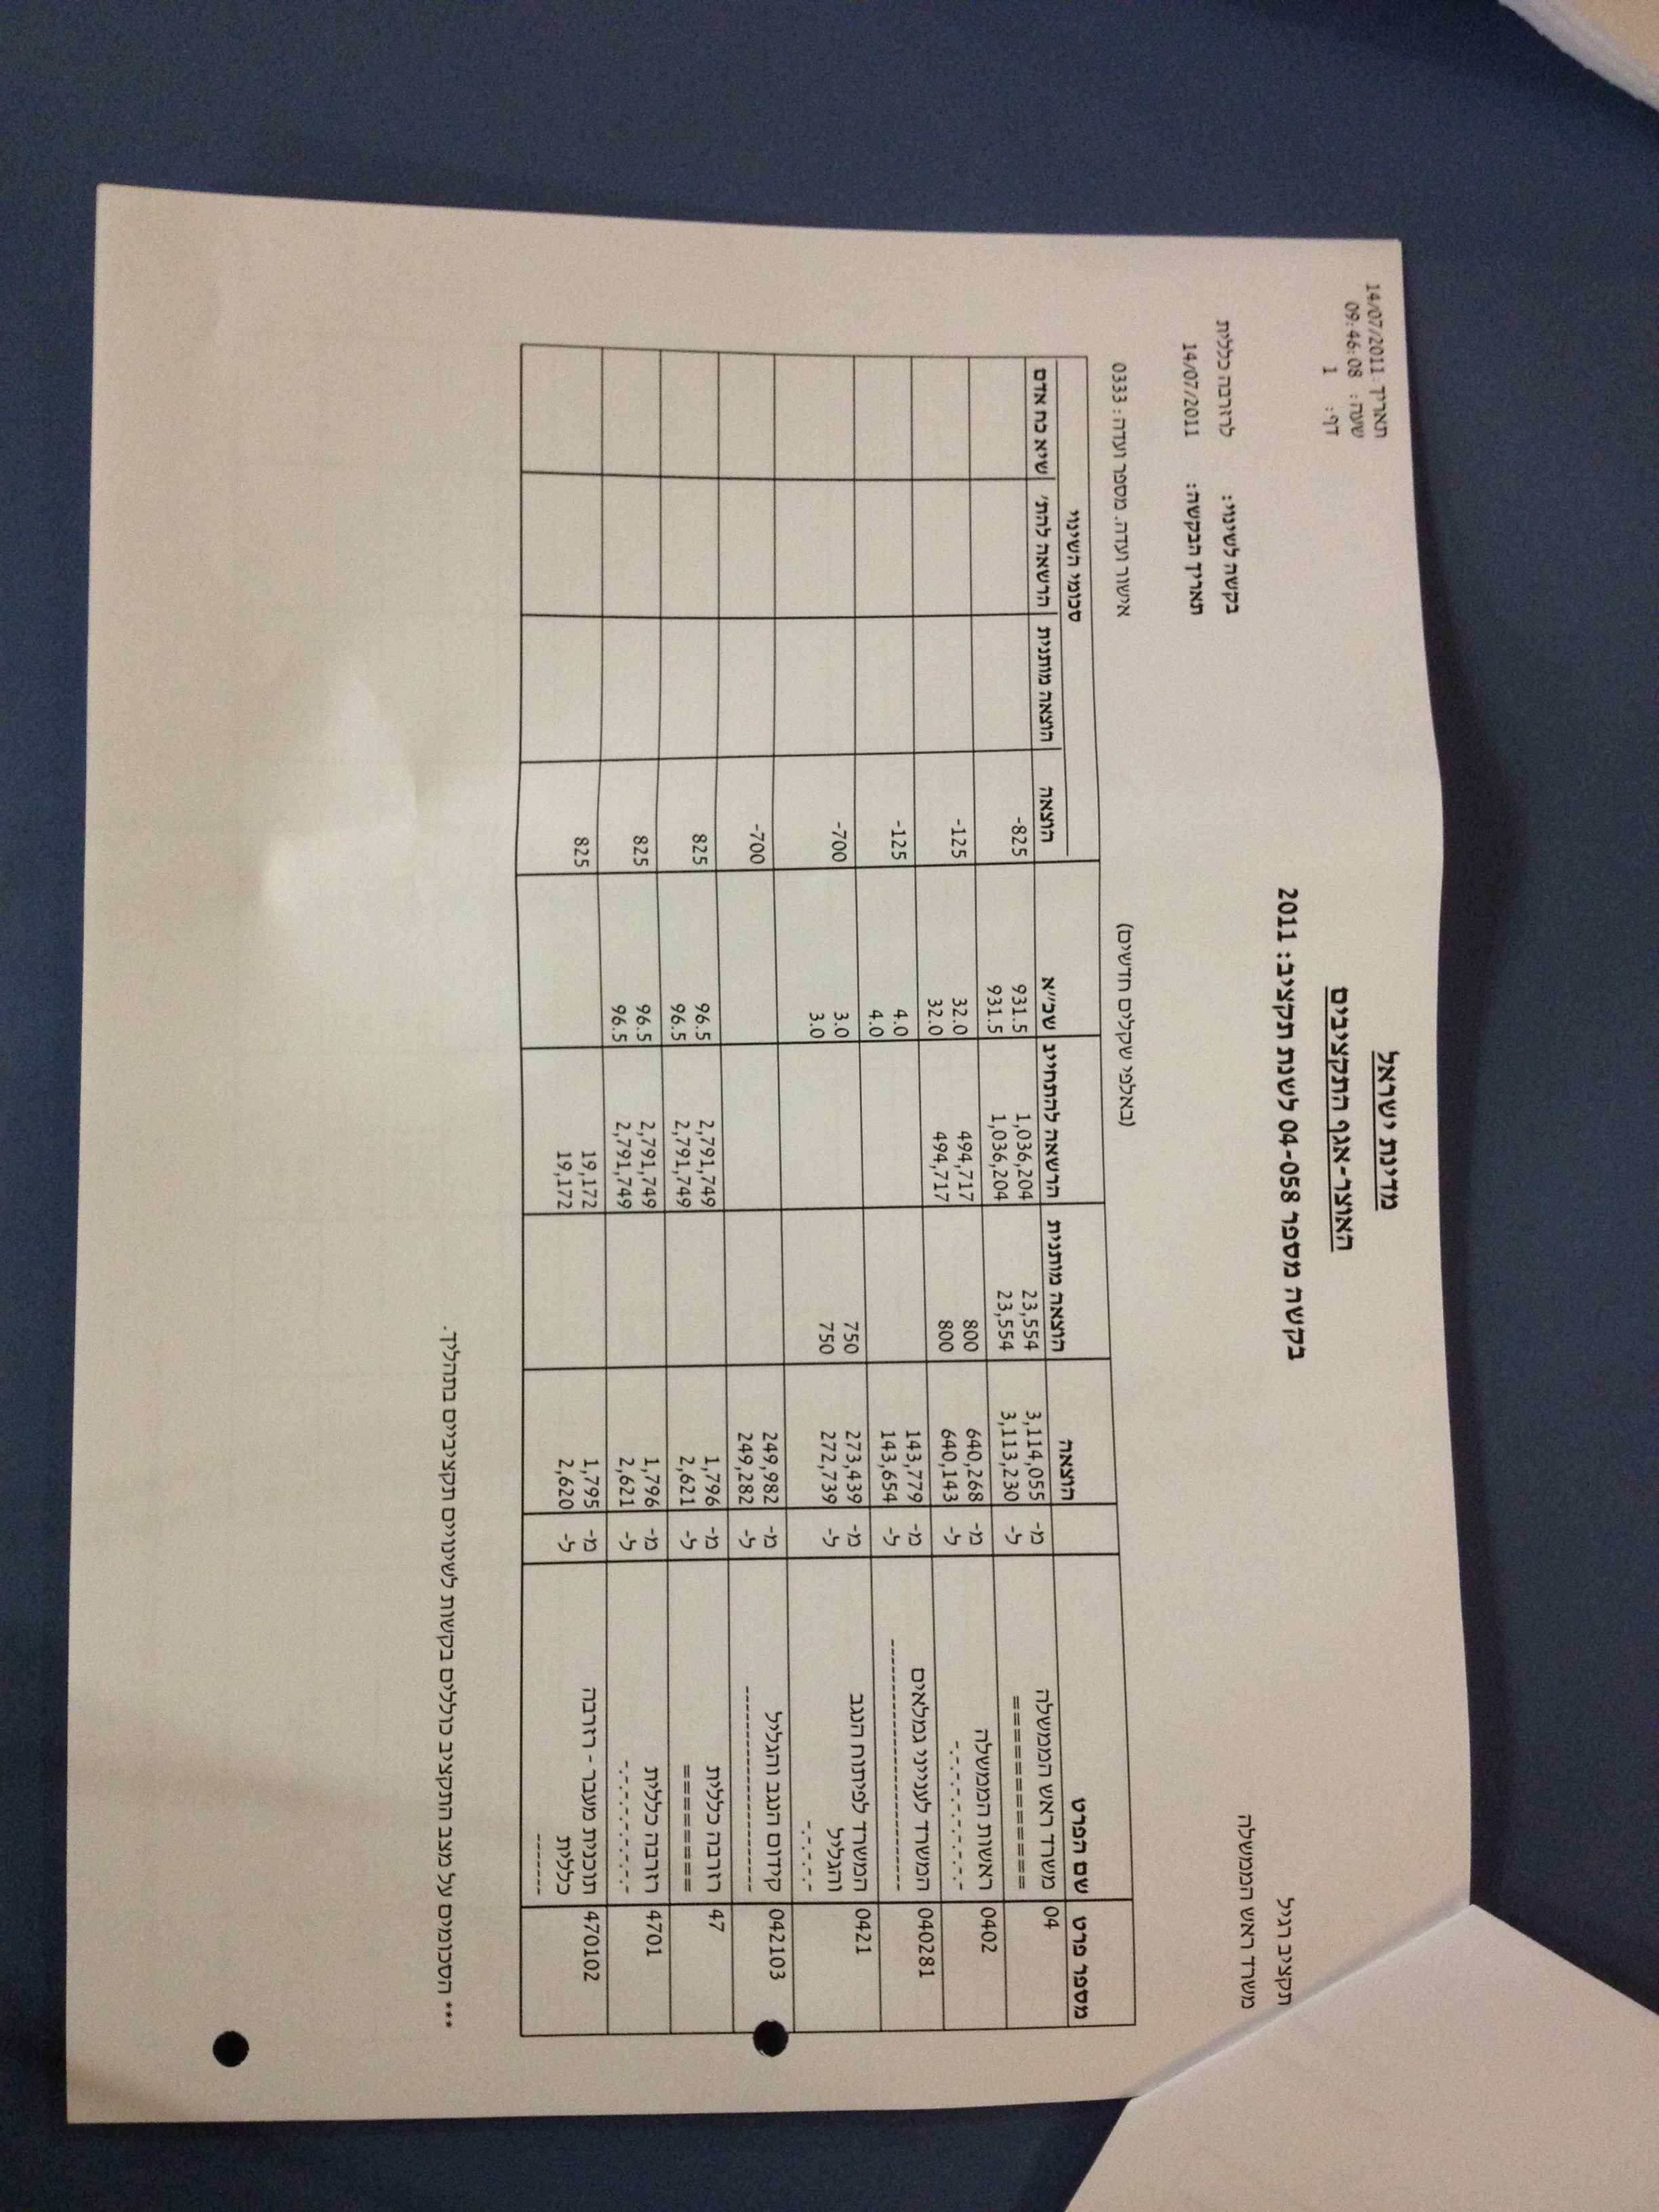 תאריך: 14/07/2011
שעה: 09:46:08
דף: 1
מדינת ישראל
האוצר-אגף התקציבים
בקשה מספר 04-058 לשנת תקציב: 2011
תקציב רגיל
משרד ראש הממשלה
בקשה לשינוי: לרזרבה כללית
תאריך הבקשה: 14/07/2011
(באלפי שקלים חדשים)
אישור ועדה. מספר ועדה: 0333
סכומי השינוי
מספר פרט שם הפרט הוצאה הוצאה מותנית הרשאה להתחייב שכ"א הוצאה הוצאה מותנית הרשאה להת' שיא כח אדם
04 משרד ראש הממשלה מ- 3,114,055 23,554 1,036,204 931.5 -825
============ ל- 3,113,230 23,554 1,036,204 931.5
0402 ראשות הממשלה מ- 640,268 800 494,717 32.0 -125
-.-.-.-.-.-.-.- ל- 640,143 800 494,717 32.0
040281 המשרד לענייני גמלאים מ- 143,779 4.0 -125
--------------------- ל- 143,654 4.0
0421 המשרד לפיתוח הנגב מ- 273,439 750 3.0 -700
והגליל ל- 272,739 750 3.0
-.-.-.-.-
042103 קידום הנגב והגליל מ- 249,982 -700
------------------ ל- 249,282
47 רזרבה כללית מ- 1,796 2,791,749 96.5 825
======== ל- 2,621 2,791,749 96.5
4701 רזרבה כללית מ- 1,796 2,791,749 96.5 825
-.-.-.-.-.-.-.- ל- 2,621 2,791,749 96.5
470102 תוכנית מעבר - רזרבה מ- 1,795 19,172 825
כללית ל- 2,620 19,172
-------
*** הסכומים על מצב התקציב כוללים בקשות לשינויים תקציביים בתהליך.